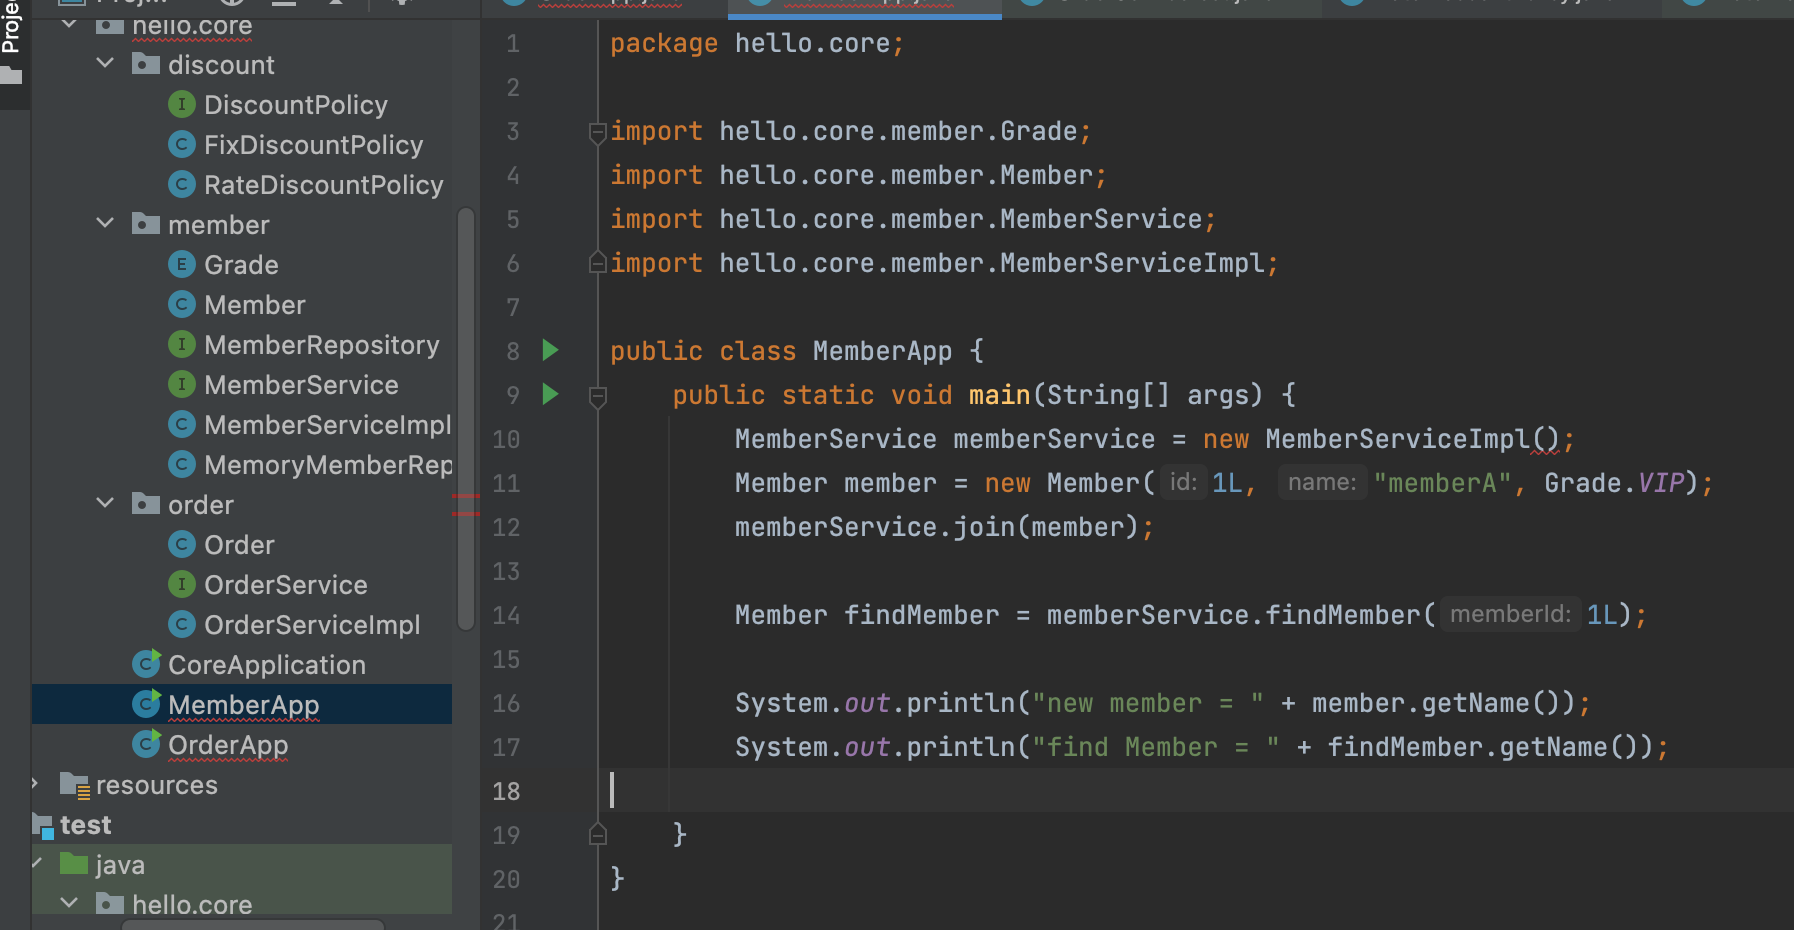 Project
hello.core
discount
DiscountPolicy
FixDiscountPolicy
RateDiscountPolicy
member
Grade
Member
MemberRepository
MemberService
MemberServiceImpl
MemoryMemberRep
order
Order
OrderService
OrderServiceImpl
CoreApplication
MemberApp
OrderApp
resources
test
java
hello.core
1 package hello.core;
2
3 import hello.core.member.Grade;
4 import hello.core.member.Member;
5 import hello.core.member.MemberService;
6 import hello.core.member.MemberServiceImpl;
7
8 public class MemberApp {
9 public static void main(String[] args) {
10 MemberService memberService = new MemberServiceImpl();
11 Member member = new Member( id: 1L, name: "memberA", Grade.VIP);
12 memberService.join(member);
13
14 Member findMember = memberService.findMember( memberId: 1L);
15
16 System.out.println("new member = " + member.getName());
17 System.out.println("find Member = " + findMember.getName());
18
19 }
20 }
21